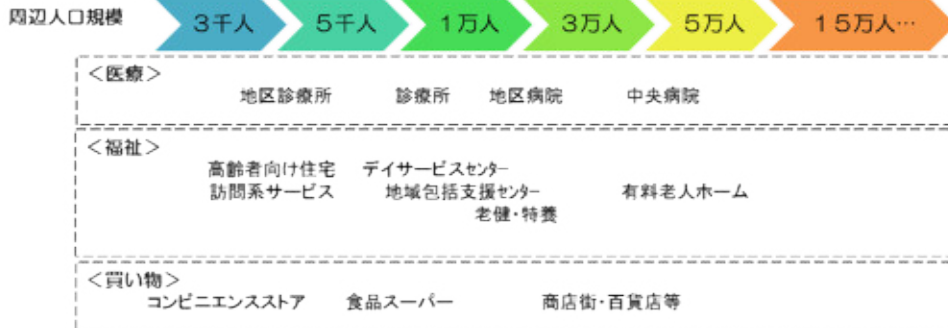 周辺人口規模 3千人 5千人 1万人 3万人 5万人 15万人…
<医療>
地区診療所 診療所 地区病院 中央病院
<福祉>
高齢者向け住宅 デイサービスセンター
訪問系サービス 地域包括支援センター 有料老人ホーム
老健・特養
<買い物>
コンビニエンスストア 食品スーパー 商店街・百貨店等